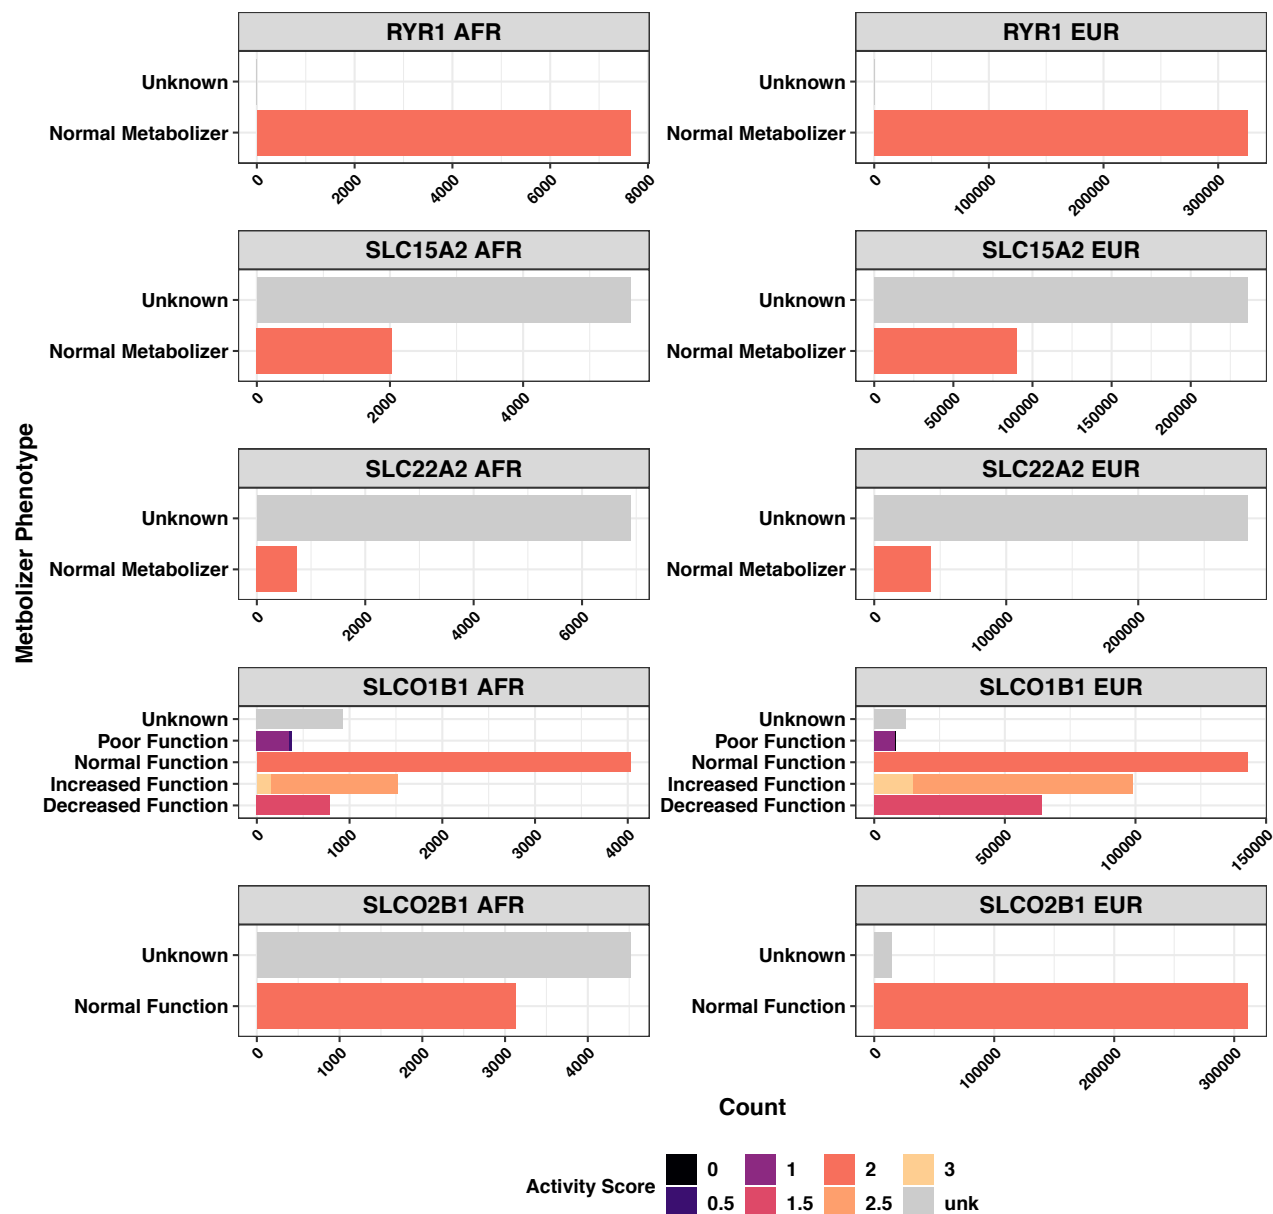 RYR1 AFR
RYR1 EUR
Unknown
Normal Metabolizer
Unknown
Normal Metabolizer
0 2000 4000 6000 8000
0 100000 200000 300000
SLC15A2 AFR
SLC15A2 EUR
Unknown
Normal Metabolizer
Unknown
Normal Metabolizer
0 2000 4000
0 50000 100000 150000 200000
SLC22A2 AFR
SLC22A2 EUR
Unknown
Normal Metabolizer
Unknown
Normal Metabolizer
0 2000 4000 6000
0 100000 200000
Metbolizer Phenotype
SLCO1B1 AFR
SLCO1B1 EUR
Unknown
Poor Function
Normal Function
Increased Function
Decreased Function
Unknown
Poor Function
Normal Function
Increased Function
Decreased Function
0 1000 2000 3000 4000
0 50000 100000 150000
SLCO2B1 AFR
SLCO2B1 EUR
Unknown
Normal Function
Unknown
Normal Function
0 1000 2000 3000 4000
0 100000 200000 300000
Count
Activity Score
0 1 2 3
0.5 1.5 2.5 unk